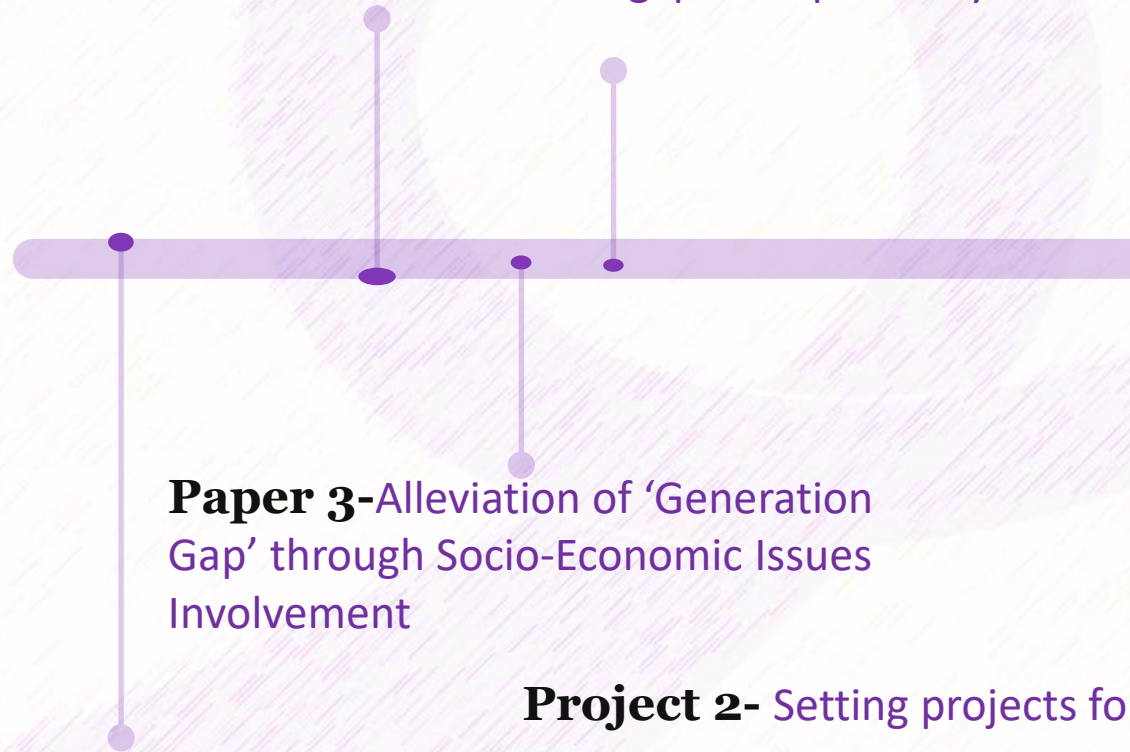 Paper 3-Alleviation of ‘Generation
Gap’ through Socio-Economic Issues
Involvement
Project 2- Setting projects fo